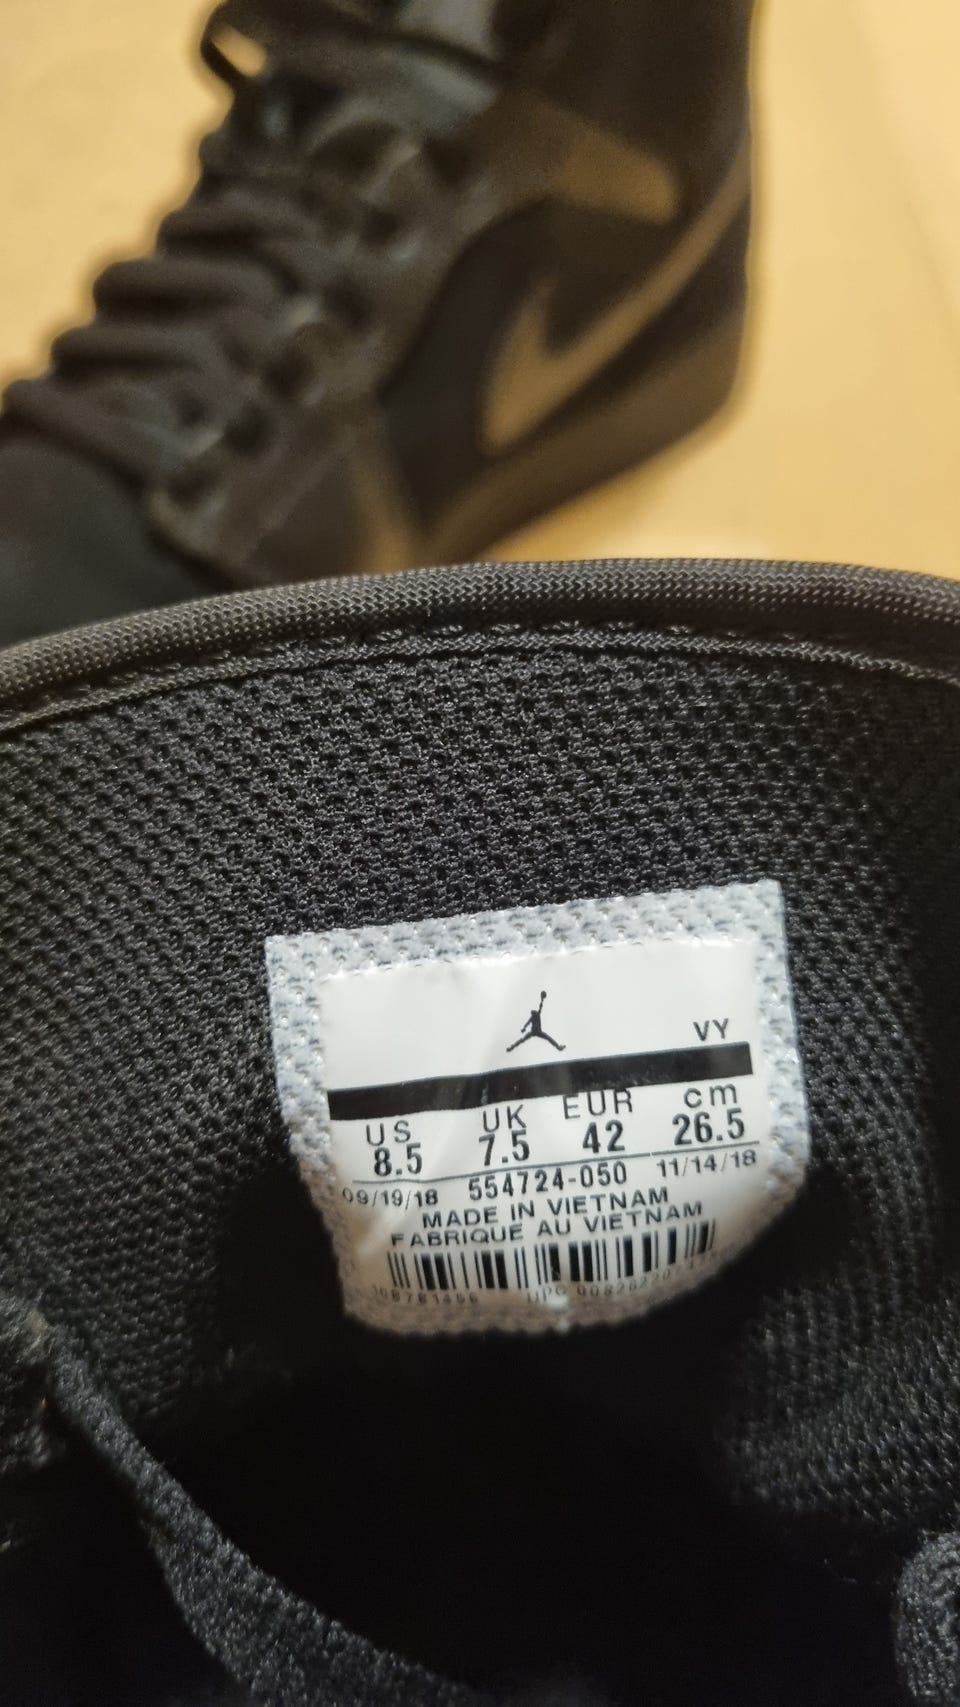 VY
US UK EUR cm
8.5 7.5 42 26.5
09/19/18 554724-050 11/14/18
MADE IN VIETNAM
FABRIQUE AU VIETNAM
UPC